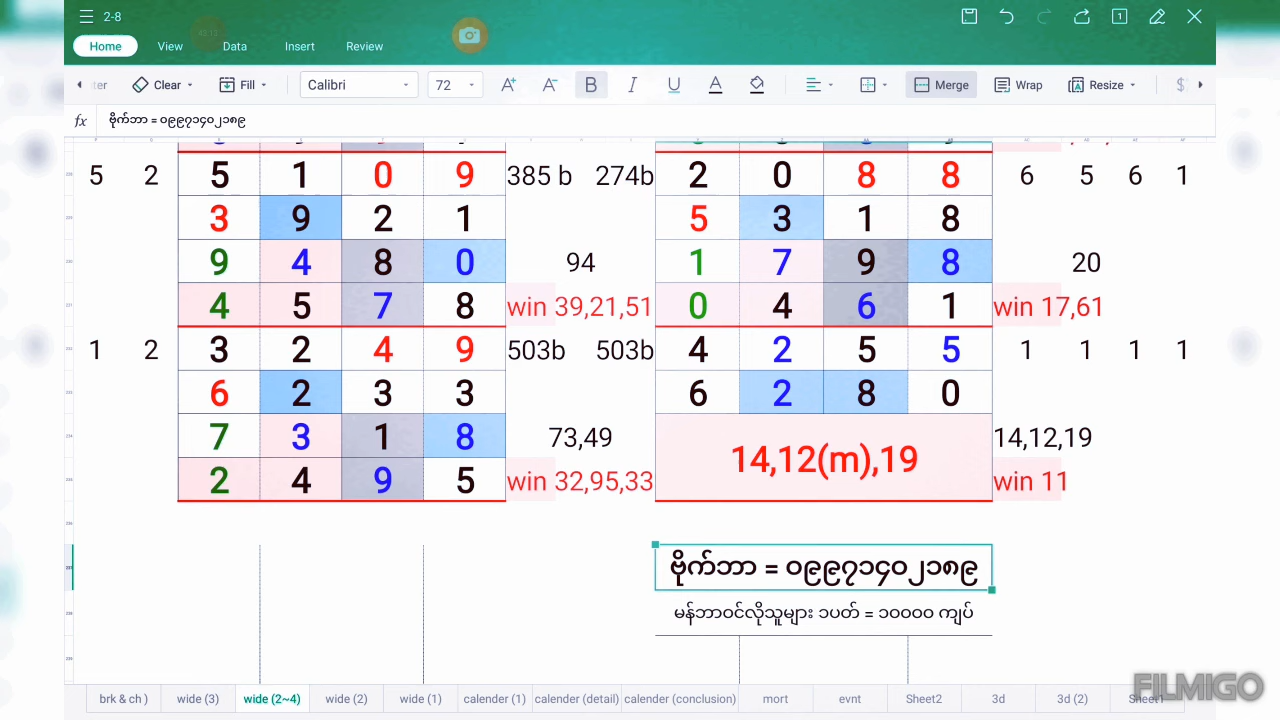 2-8
43:13
Home View Data Insert Review
Clear Fill Calibri 72 A+ A- B I U A Merge Wrap Resize $
fx ဗိုက်ဘာ = ၀၉၉၇၁၄၀၂၁၈၉
5 2 5 1 0 9 385 b 274b 2 0 8 8 6 5 6 1
3 9 2 1 5 3 1 8
9 4 8 0 94 1 7 9 8 20
4 5 7 8 win 39,21,51 0 4 6 1 win 17,61
1 2 3 2 4 9 503b 503b 4 2 5 5 1 1 1 1
6 2 3 3 6 2 8 0
7 3 1 8 73,49 14,12(m),19 14,12,19
2 4 9 5 win 32,95,33 win 11
ဗိုက်ဘာ = ၀၉၉၇၁၄၀၂၁၈၉
မန်ဘာဝင်လိုသူများ ၁ပတ် = ၁၀၀၀၀ ကျပ်
brk & ch ) wide (3) wide (2~4) wide (2) wide (1) calender (1) calender (detail) calender (conclusion) mort evnt Sheet2 3d 3d (2) Sheet1
FILMIGO